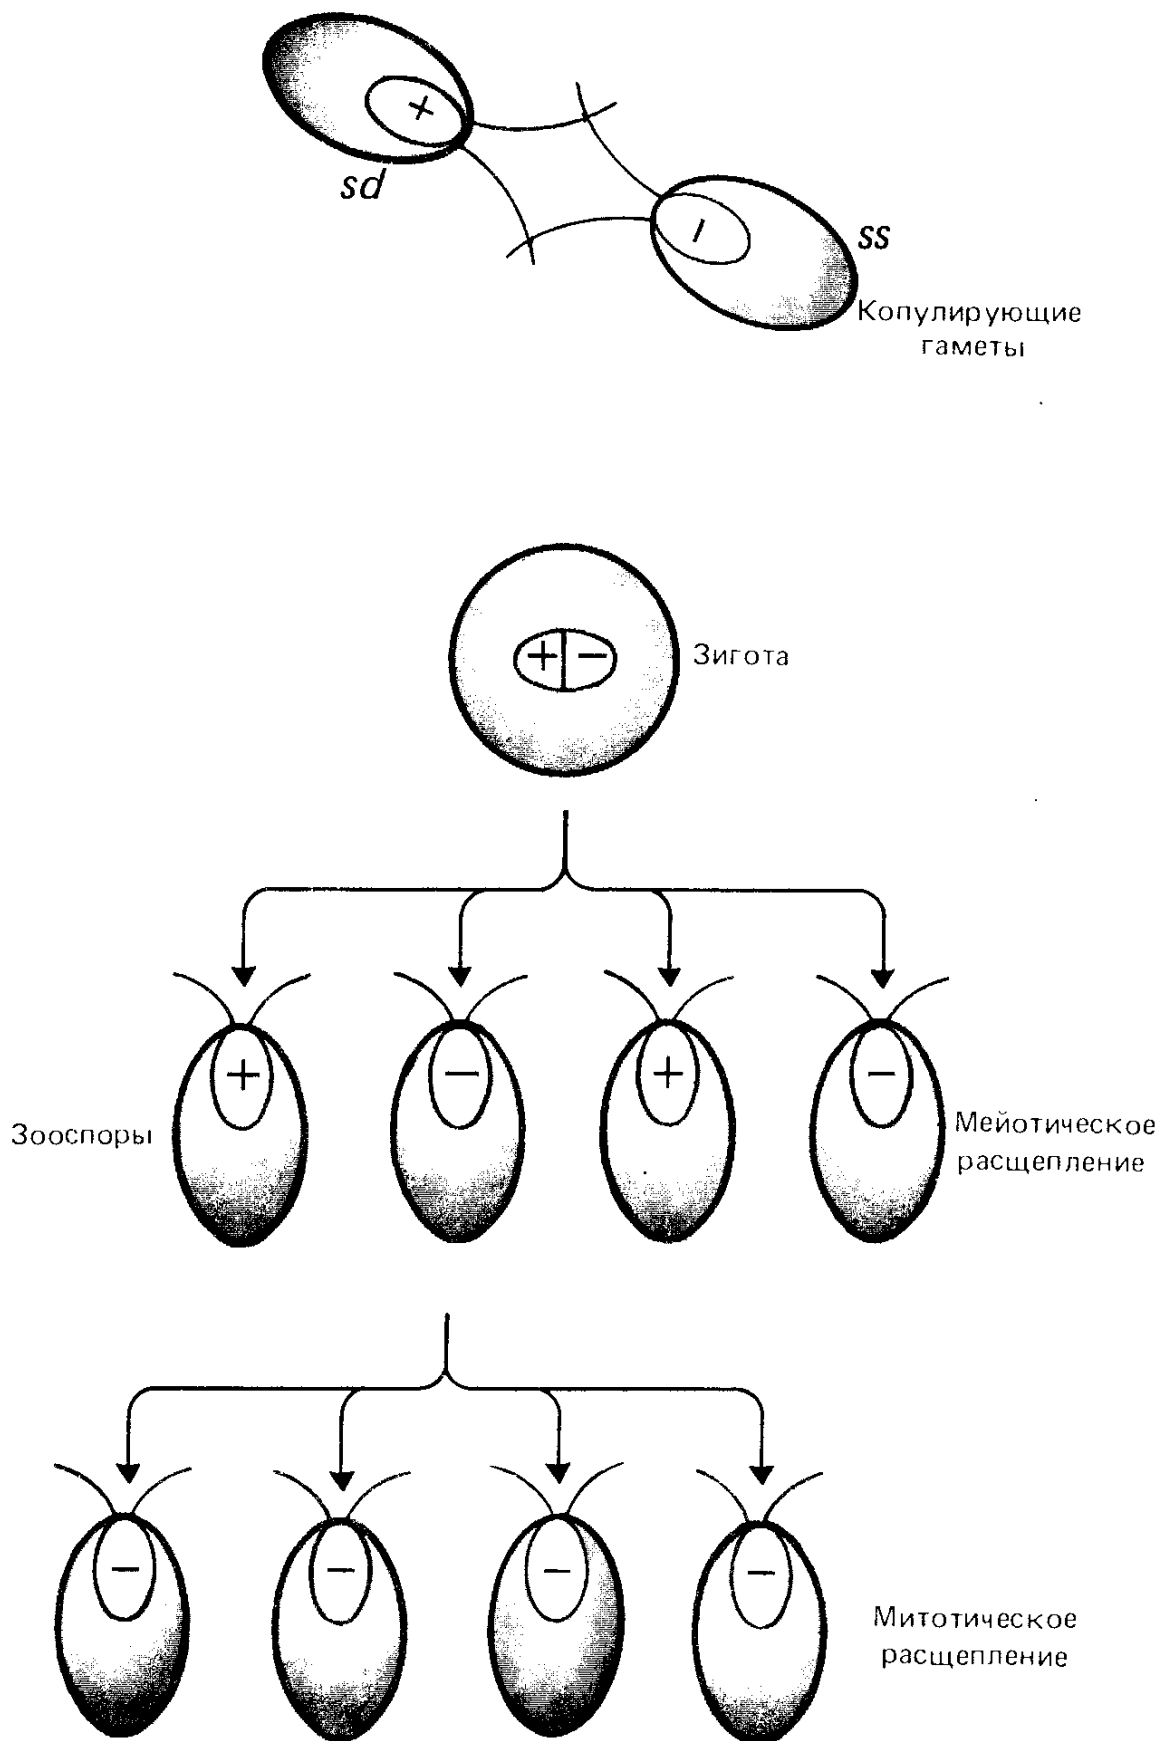 +
sd
−
ss
Копулирующие
гаметы
+ −
Зигота
+ − + −
Зооспоры
Мейотическое
расщепление
− − − −
Митотическое
расщепление